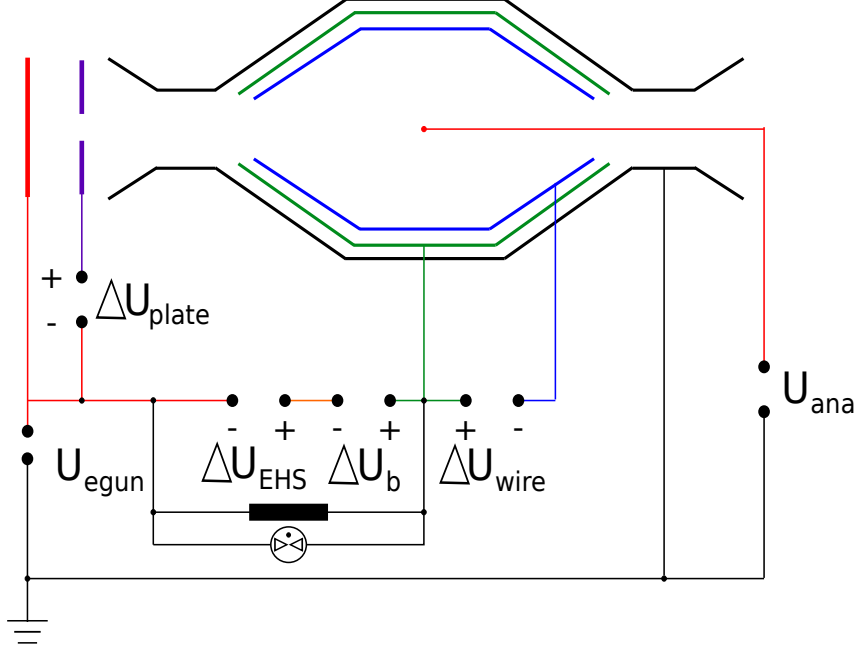 +
ΔUplate
-
Uana
- + - + + -
Uegun ΔUEHS ΔUb ΔUwire